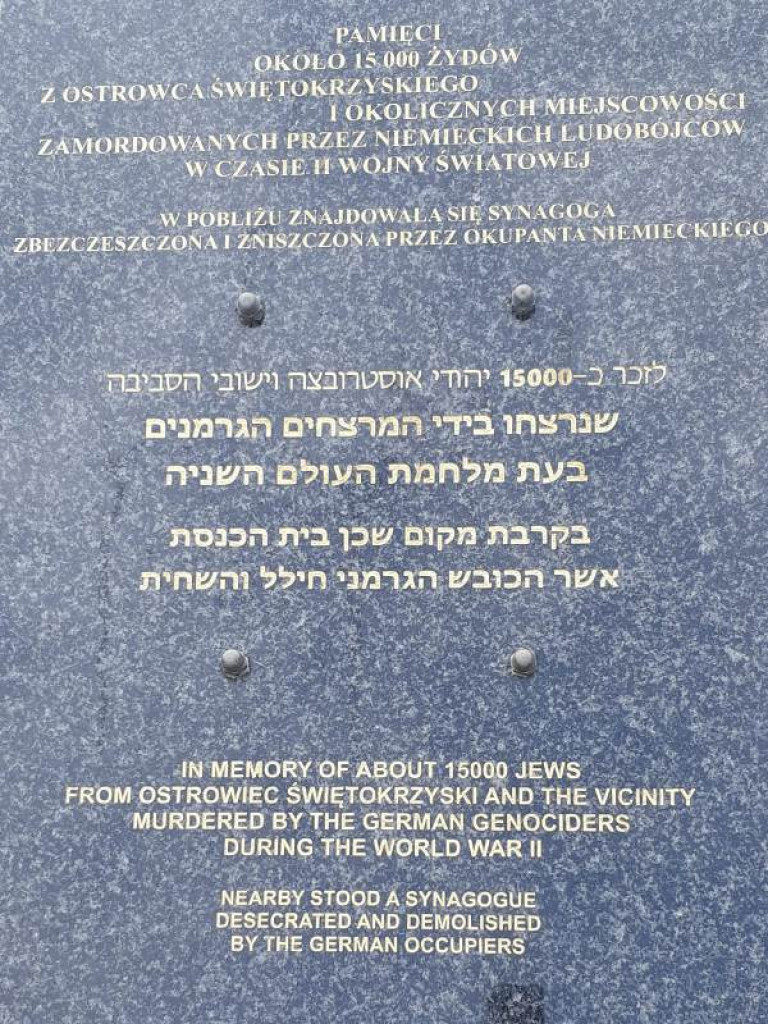 PAMIĘCI
OKOŁO 15 000 ŻYDÓW
Z OSTROWCA ŚWIĘTOKRZYSKIEGO
I OKOLICZNYCH MIEJSCOWOŚCI
ZAMORDOWANYCH PRZEZ NIEMIECKICH LUDOBÓJCÓW
W CZASIE II WOJNY ŚWIATOWEJ
W POBLIŻU ZNAJDOWAŁA SIĘ SYNAGOGA
ZBEZCZESZCZONA I ZNISZCZONA PRZEZ OKUPANTA NIEMIECKIEGO
לזכר כ-15000 יהודי אוסטרובצה וישובי הסביבה
שנרצחו בידי המרצחים הגרמנים
בעת מלחמת העולם השניה
בקרבת מקום שכן בית הכנסת
אשר הכובש הגרמני חילל והשחית
IN MEMORY OF ABOUT 15000 JEWS
FROM OSTROWIEC ŚWIĘTOKRZYSKI AND THE VICINITY
MURDERED BY THE GERMAN GENOCIDERS
DURING THE WORLD WAR II
NEARBY STOOD A SYNAGOGUE
DESECRATED AND DEMOLISHED
BY THE GERMAN OCCUPIERS